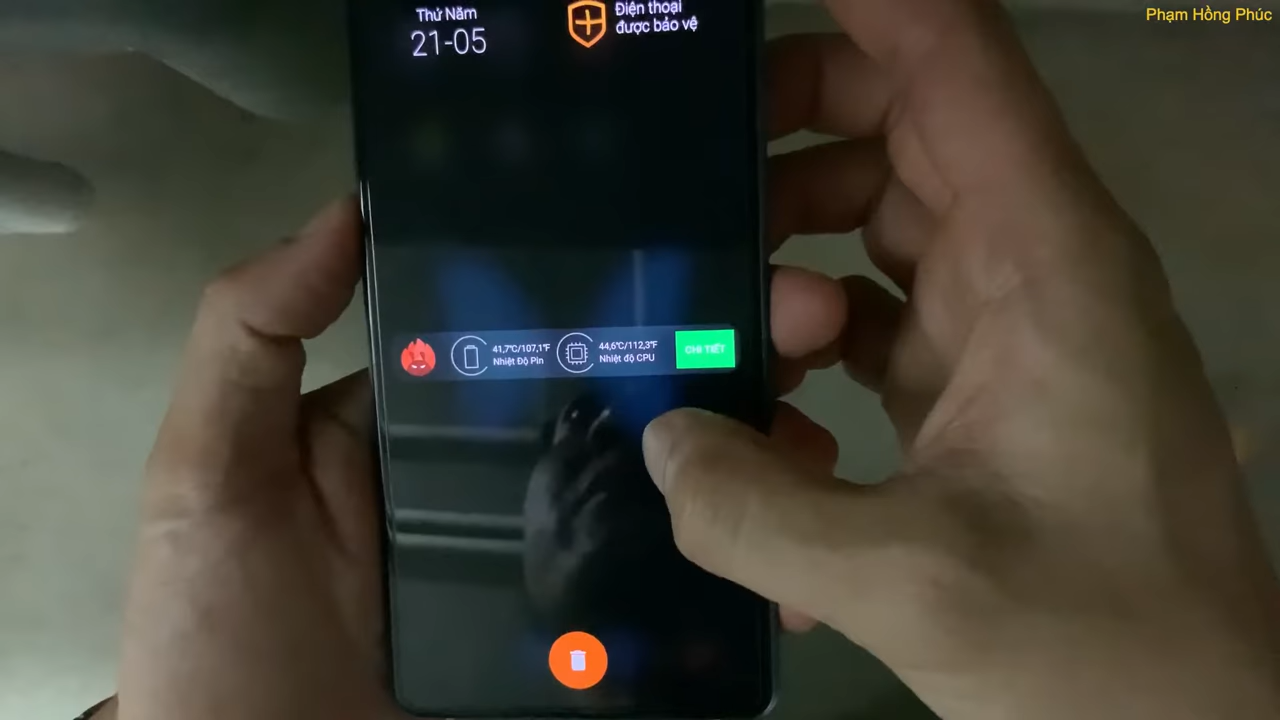 Phạm Hồng Phúc
Thứ Năm
21-05
Điện thoại
được bảo vệ
41,7°C/107,1°F
Nhiệt Độ Pin
44,6°C/112,3°F
Nhiệt độ CPU
CHI TIẾT